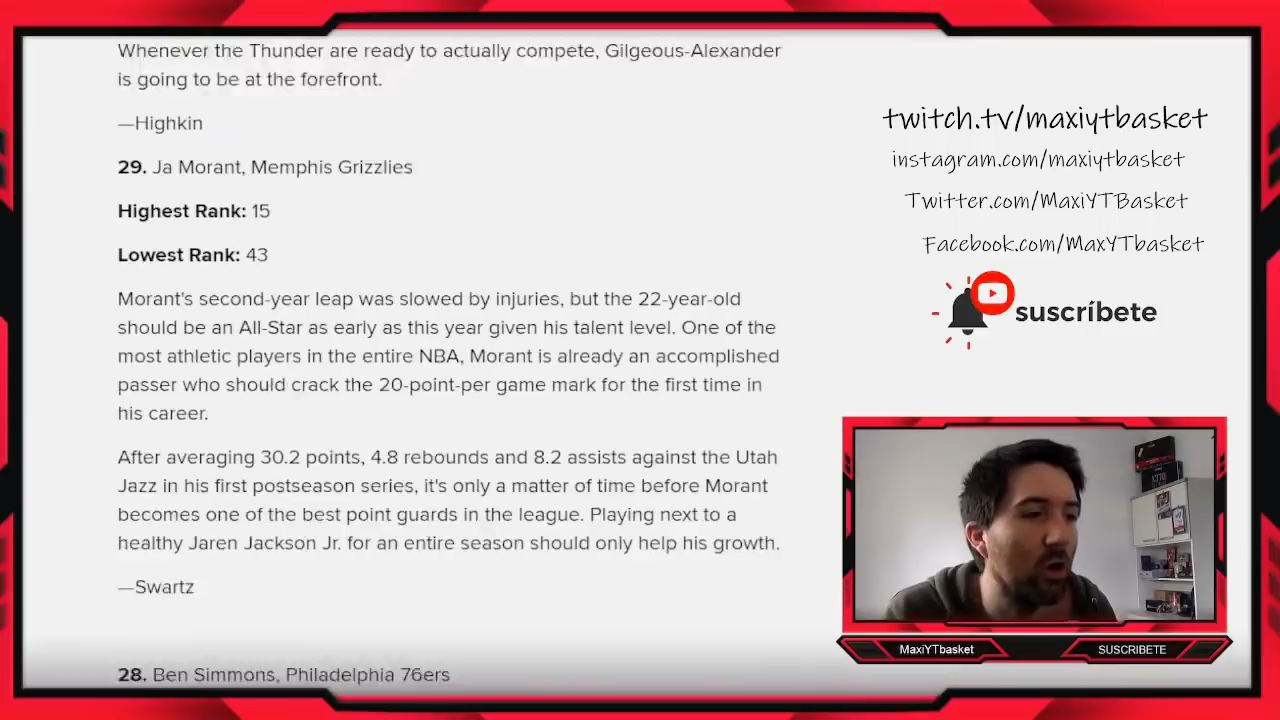 Whenever the Thunder are ready to actually compete, Gilgeous-Alexander
is going to be at the forefront.
—Highkin
29. Ja Morant, Memphis Grizzlies
Highest Rank: 15
Lowest Rank: 43
Morant's second-year leap was slowed by injuries, but the 22-year-old
should be an All-Star as early as this year given his talent level. One of the
most athletic players in the entire NBA, Morant is already an accomplished
passer who should crack the 20-point-per game mark for the first time in
his career.
After averaging 30.2 points, 4.8 rebounds and 8.2 assists against the Utah
Jazz in his first postseason series, it's only a matter of time before Morant
becomes one of the best point guards in the league. Playing next to a
healthy Jaren Jackson Jr. for an entire season should only help his growth.
—Swartz
28. Ben Simmons, Philadelphia 76ers
twitch.tv/maxiytbasket
instagram.com/maxiytbasket
Twitter.com/MaxiYTBasket
Facebook.com/MaxYTbasket
suscríbete
MaxiYTbasket
SUSCRIBETE